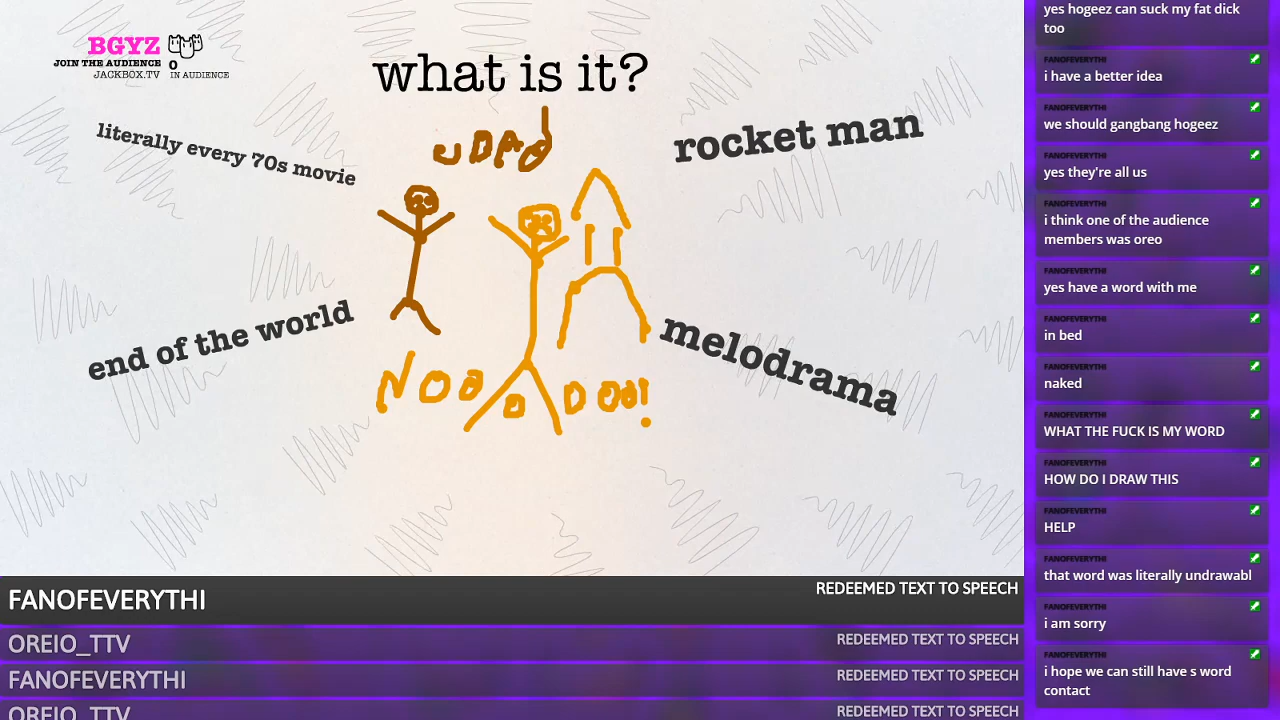 BGYZ
JOIN THE AUDIENCE
JACKBOX.TV
0
IN AUDIENCE
what is it?
literally every '70s movie
rocket man
end of the world
melodrama
FANOFEVERYTHI
REDEEMED TEXT TO SPEECH
OREIO_TTV
REDEEMED TEXT TO SPEECH
FANOFEVERYTHI
REDEEMED TEXT TO SPEECH
OREIO_TTV
REDEEMED TEXT TO SPEECH
yes hogeez can suck my fat dick
too
FANOFEVERYTHI
i have a better idea
FANOFEVERYTHI
we should gangbang hogeez
FANOFEVERYTHI
yes they're all us
FANOFEVERYTHI
i think one of the audience
members was oreo
FANOFEVERYTHI
yes have a word with me
FANOFEVERYTHI
in bed
FANOFEVERYTHI
naked
FANOFEVERYTHI
WHAT THE FUCK IS MY WORD
FANOFEVERYTHI
HOW DO I DRAW THIS
FANOFEVERYTHI
HELP
FANOFEVERYTHI
that word was literally undrawabl
FANOFEVERYTHI
i am sorry
FANOFEVERYTHI
i hope we can still have s word
contact